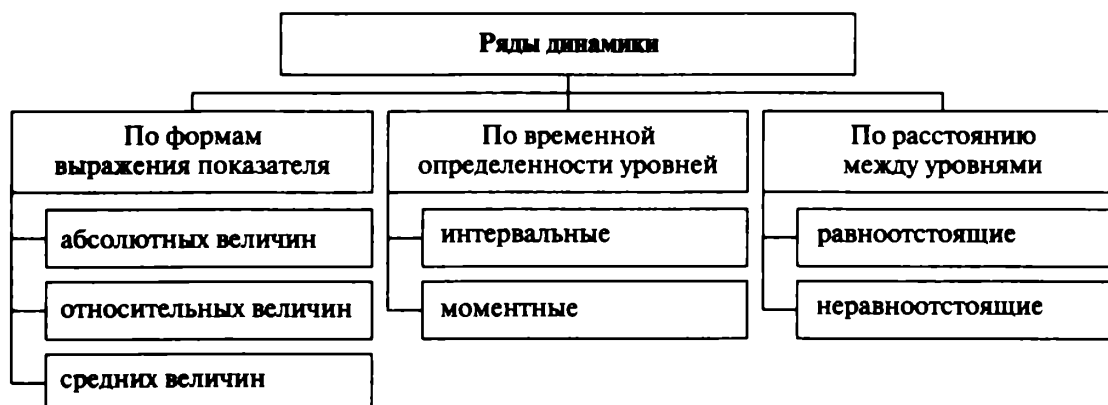 Ряды динамики
По формам
выражения показателя
абсолютных величин
относительных величин
средних величин
По временной
определенности уровней
интервальные
моментные
По расстоянию
между уровнями
равноотстоящие
неравноотстоящие